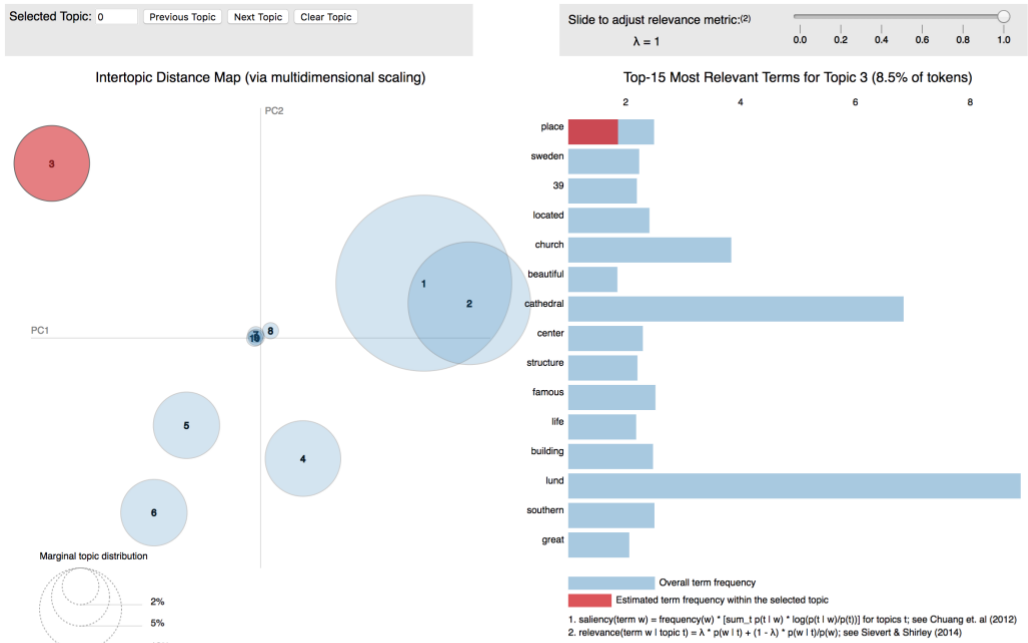 Selected Topic: 0 Previous Topic Next Topic Clear Topic
Slide to adjust relevance metric:(2)
λ = 1
0.0 0.2 0.4 0.6 0.8 1.0
Intertopic Distance Map (via multidimensional scaling)
PC2
PC1
3
1
2
8
5
4
6
Marginal topic distribution
2%
5%
Top-15 Most Relevant Terms for Topic 3 (8.5% of tokens)
2 4 6 8
place
sweden
39
located
church
beautiful
cathedral
center
structure
famous
life
building
lund
southern
great
Overall term frequency
Estimated term frequency within the selected topic
1. saliency(term w) = frequency(w) * [sum_t p(t | w) * log(p(t | w)/p(t))] for topics t; see Chuang et. al (2012)
2. relevance(term w | topic t) = λ * p(w | t) + (1 - λ) * p(w | t)/p(w); see Sievert & Shirley (2014)